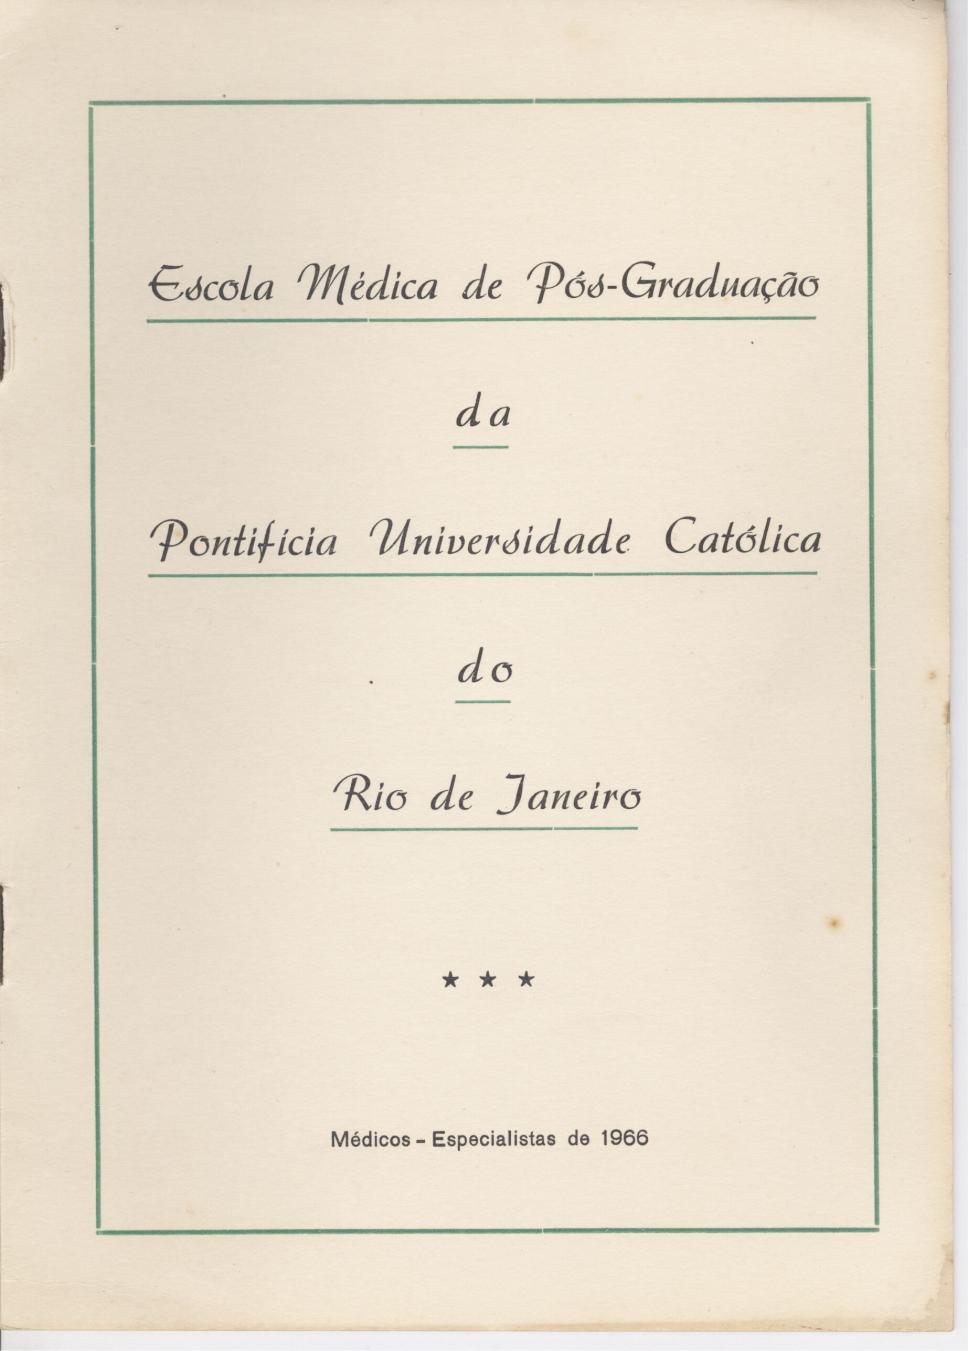 Escola Médica de Pós-Graduação
da
Pontifícia Universidade Católica
do
Rio de Janeiro
★ ★ ★
Médicos - Especialistas de 1966